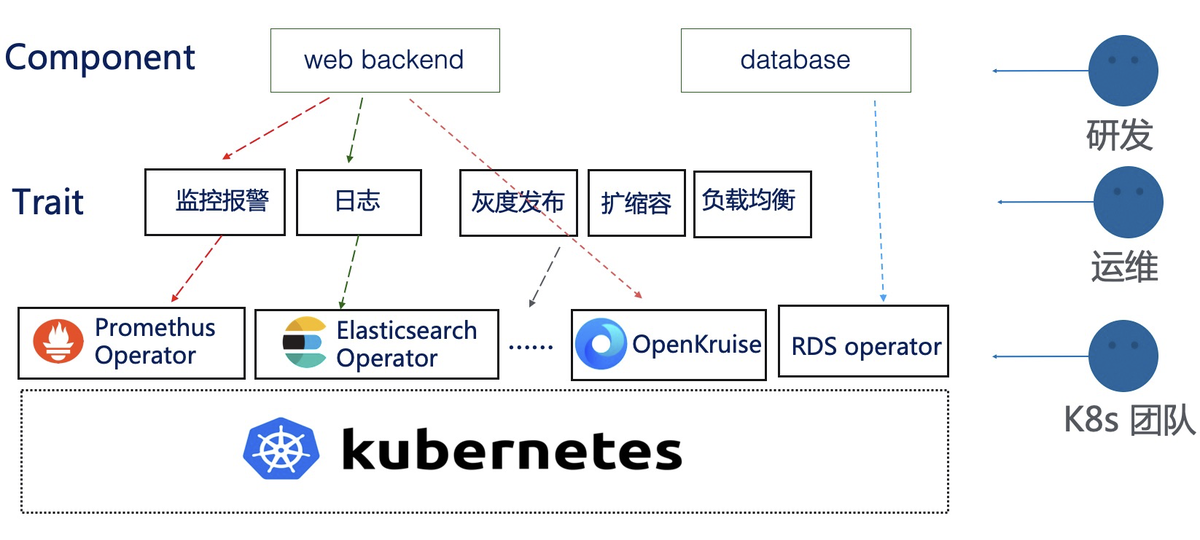 Component
web backend
database
研发
Trait
监控报警
日志
灰度发布
扩缩容
负载均衡
运维
Promethus
Operator
Elasticsearch
Operator
......
OpenKruise
RDS operator
K8s 团队
kubernetes